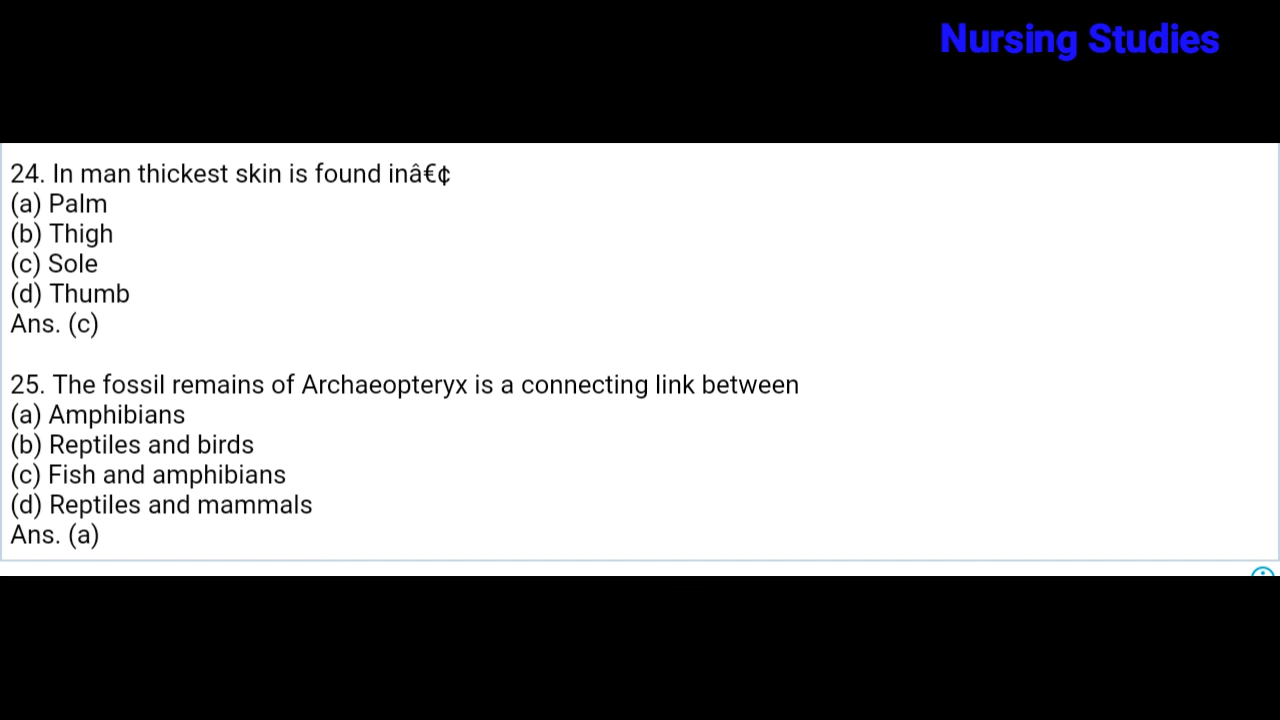 Nursing Studies
24. In man thickest skin is found inâ€¢
(a) Palm
(b) Thigh
(c) Sole
(d) Thumb
Ans. (c)
25. The fossil remains of Archaeopteryx is a connecting link between
(a) Amphibians
(b) Reptiles and birds
(c) Fish and amphibians
(d) Reptiles and mammals
Ans. (a)